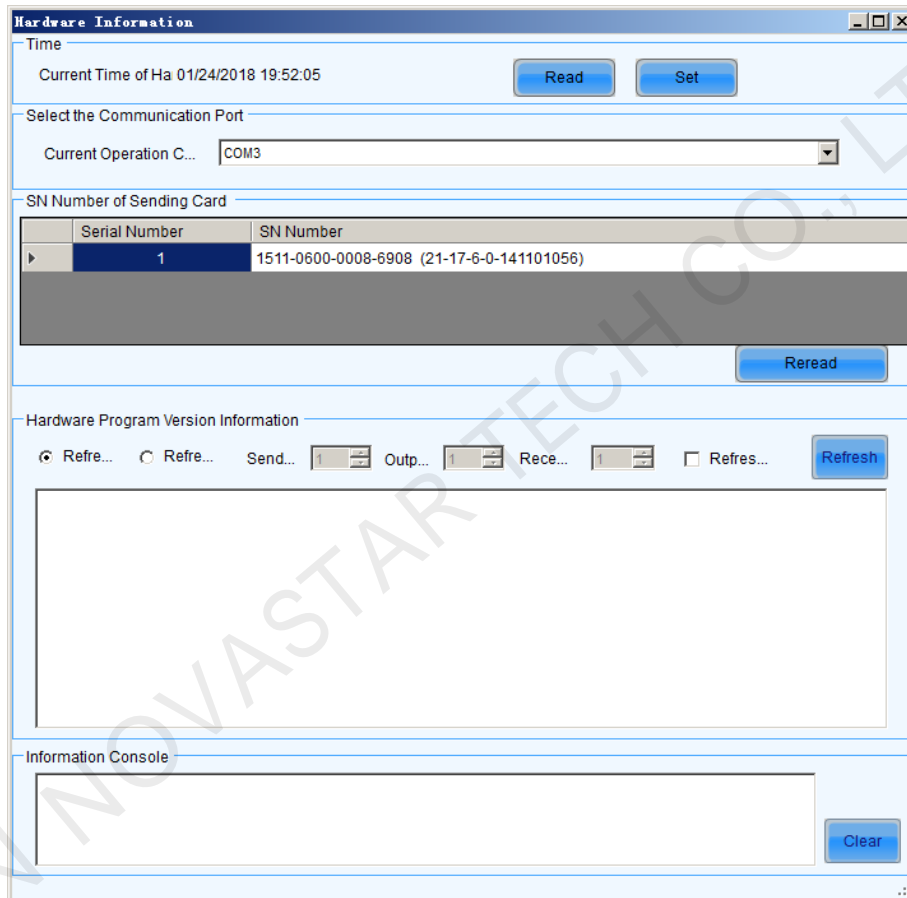 Hardware Information
Time
Current Time of Ha 01/24/2018 19:52:05 Read Set
Select the Communication Port
Current Operation C... COM3
SN Number of Sending Card
Serial Number SN Number
1 1511-0600-0008-6908 (21-17-6-0-141101056)
Reread
Hardware Program Version Information
Refre... Refre... Send... 1 Outp... 1 Rece... 1 Refres... Refresh
Information Console
Clear
N NOVASTAR TECH CO., LT